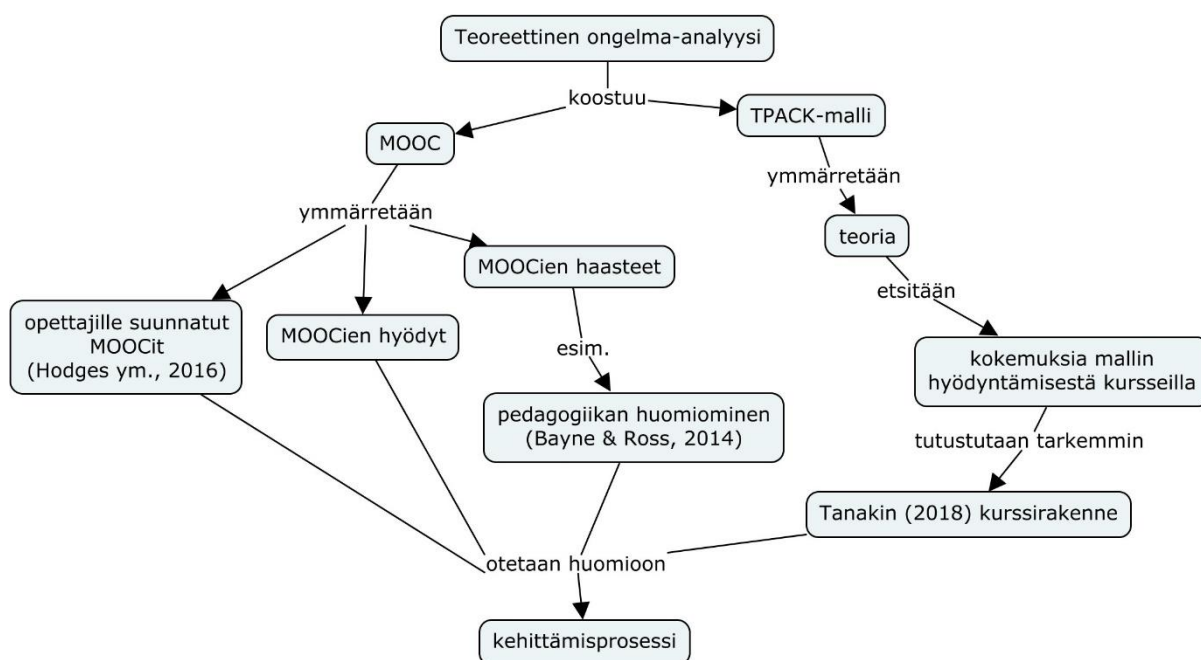 Teoreettinen ongelma-analyysi
koostuu
MOOC
TPACK-malli
ymmärretään
ymmärretään
teoria
MOOCien haasteet
etsitään
opettajille suunnatut
MOOCit
(Hodges ym., 2016)
MOOCien hyödyt
esim.
kokemuksia mallin
hyödyntämisestä kursseilla
pedagogiikan huomiominen
(Bayne & Ross, 2014)
tutustutaan tarkemmin
Tanakin (2018) kurssirakenne
otetaan huomioon
kehittämisprosessi